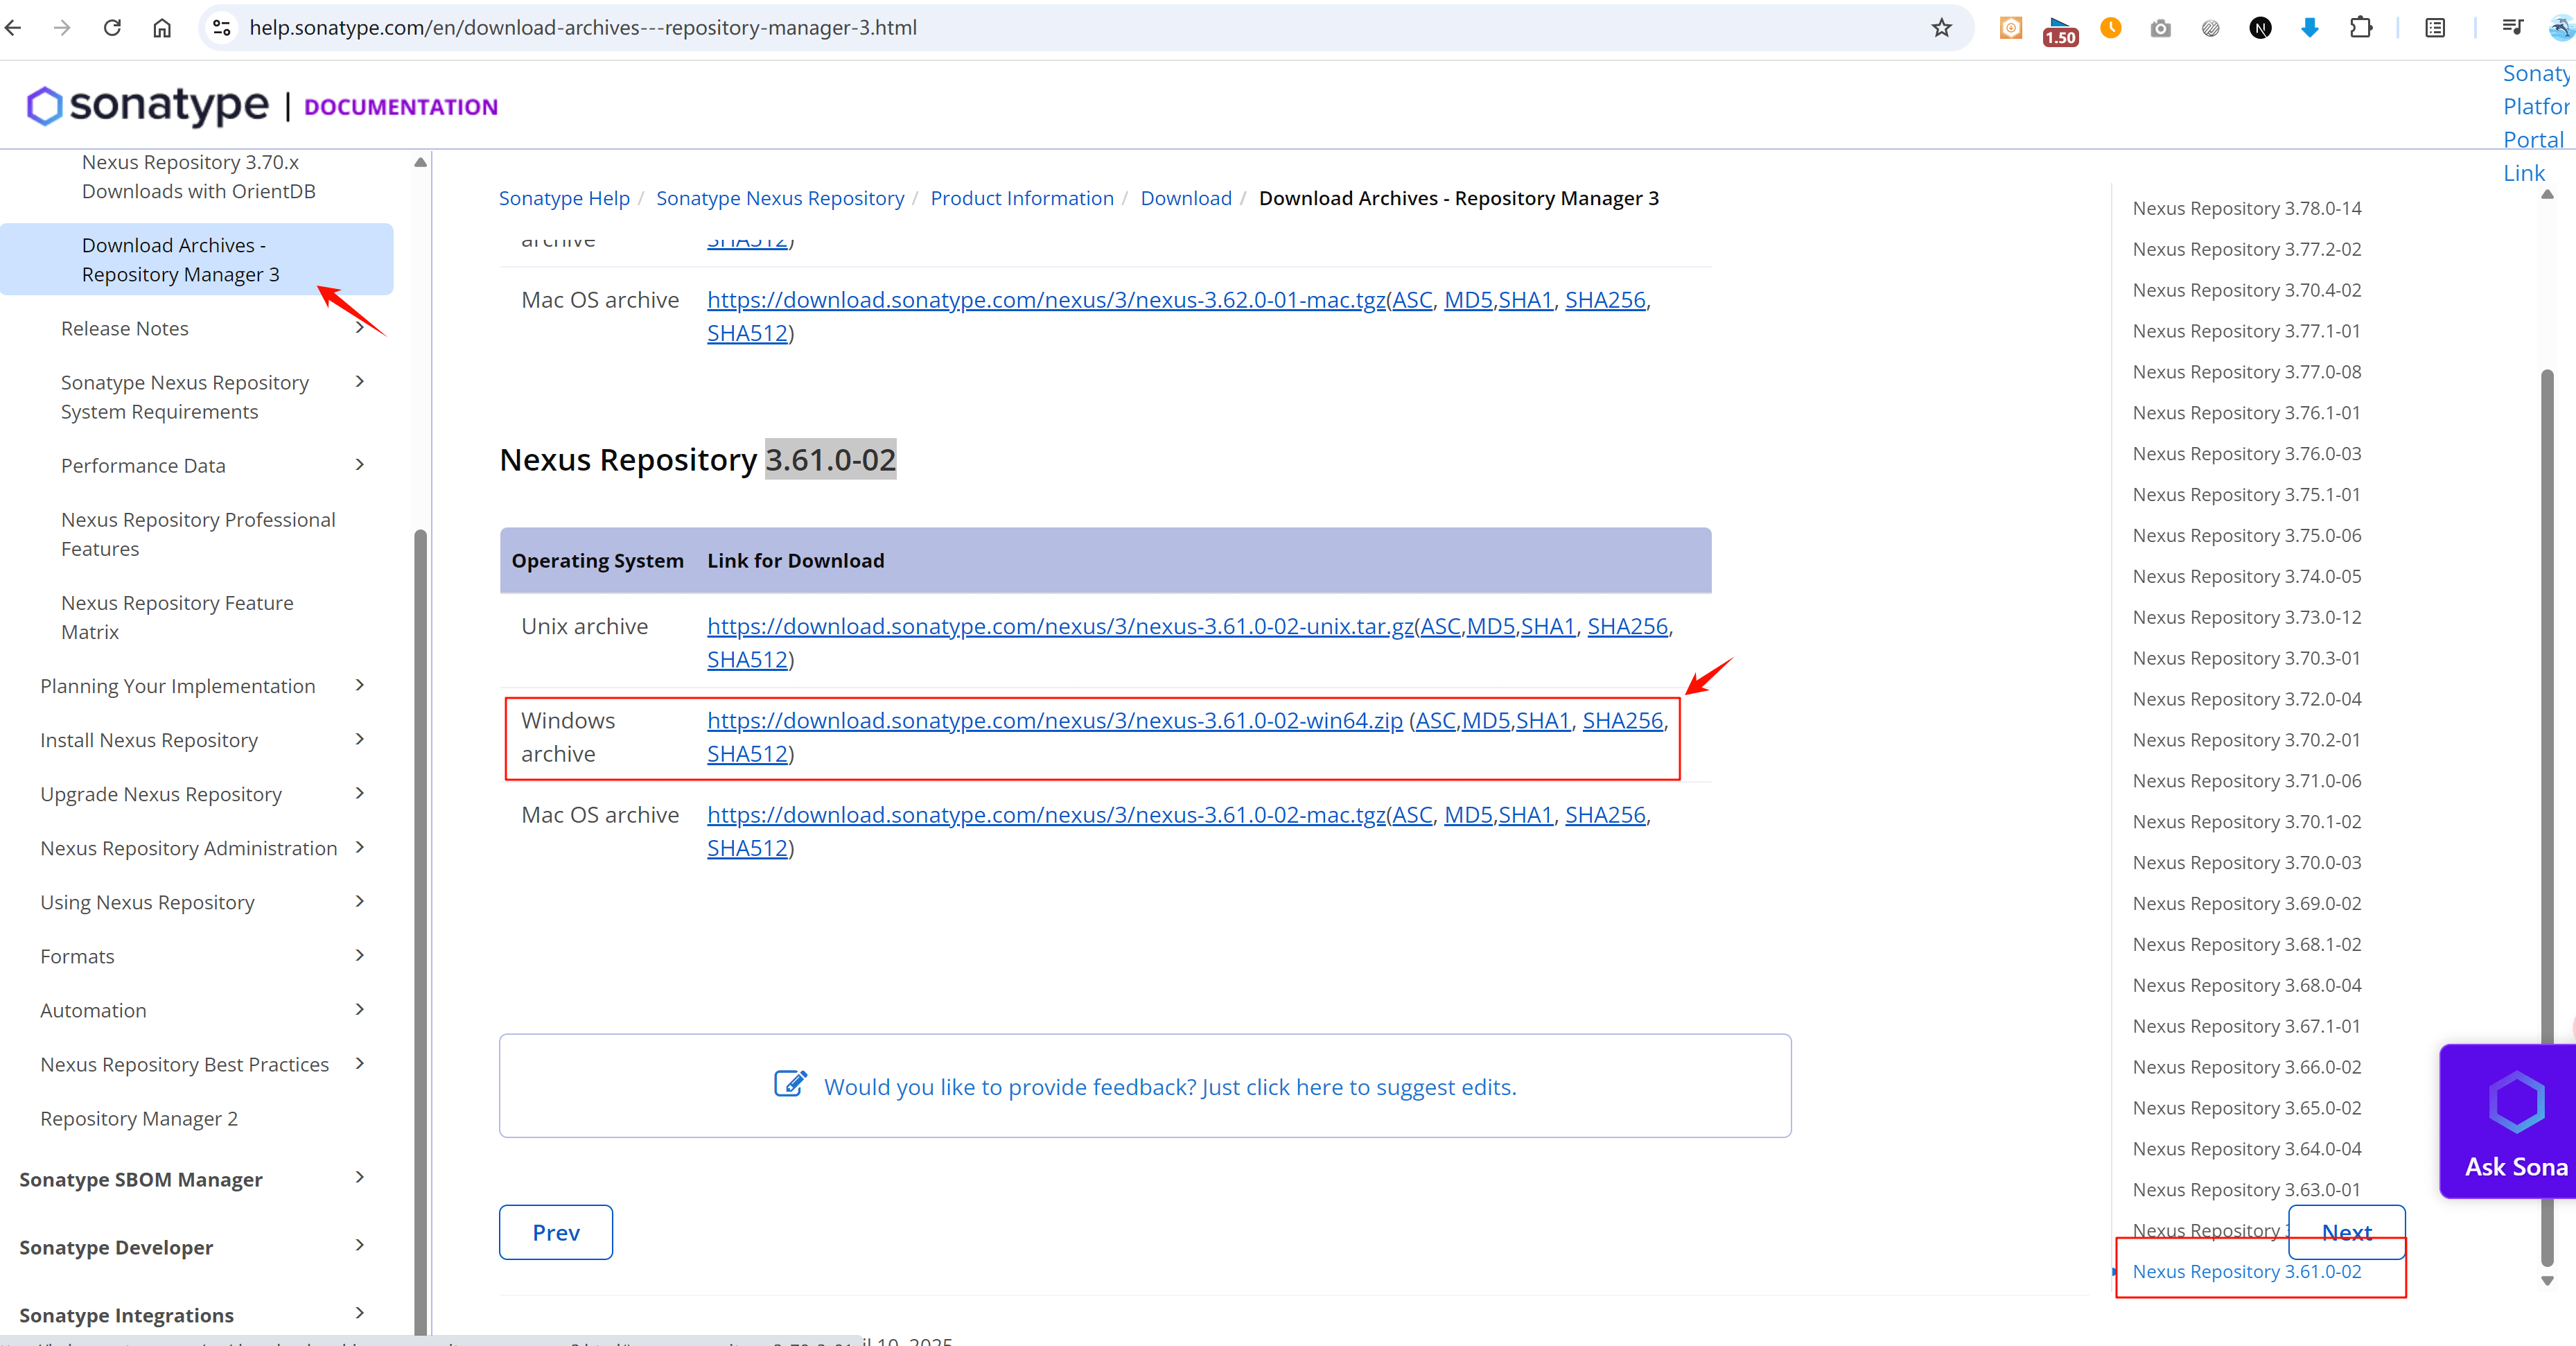 help.sonatype.com/en/download-archives---repository-manager-3.html
1.50
N
sonatype | DOCUMENTATION
Sonaty
Platfor
Portal
Link
Nexus Repository 3.70.x
Downloads with OrientDB
Download Archives -
Repository Manager 3
Release Notes
Sonatype Nexus Repository
System Requirements
Performance Data
Nexus Repository Professional
Features
Nexus Repository Feature
Matrix
Planning Your Implementation
Install Nexus Repository
Upgrade Nexus Repository
Nexus Repository Administration
Using Nexus Repository
Formats
Automation
Nexus Repository Best Practices
Repository Manager 2
Sonatype SBOM Manager
Sonatype Developer
Sonatype Integrations
Sonatype Help / Sonatype Nexus Repository / Product Information / Download / Download Archives - Repository Manager 3
archive SHA512)
Mac OS archive https://download.sonatype.com/nexus/3/nexus-3.62.0-01-mac.tgz(ASC, MD5,SHA1, SHA256,
SHA512)
Nexus Repository 3.61.0-02
Operating System Link for Download
Unix archive https://download.sonatype.com/nexus/3/nexus-3.61.0-02-unix.tar.gz(ASC,MD5,SHA1, SHA256,
SHA512)
Windows https://download.sonatype.com/nexus/3/nexus-3.61.0-02-win64.zip (ASC,MD5,SHA1, SHA256,
archive SHA512)
Mac OS archive https://download.sonatype.com/nexus/3/nexus-3.61.0-02-mac.tgz(ASC, MD5,SHA1, SHA256,
SHA512)
Would you like to provide feedback? Just click here to suggest edits.
Prev
Next
il 10, 2025
Nexus Repository 3.78.0-14
Nexus Repository 3.77.2-02
Nexus Repository 3.70.4-02
Nexus Repository 3.77.1-01
Nexus Repository 3.77.0-08
Nexus Repository 3.76.1-01
Nexus Repository 3.76.0-03
Nexus Repository 3.75.1-01
Nexus Repository 3.75.0-06
Nexus Repository 3.74.0-05
Nexus Repository 3.73.0-12
Nexus Repository 3.70.3-01
Nexus Repository 3.72.0-04
Nexus Repository 3.70.2-01
Nexus Repository 3.71.0-06
Nexus Repository 3.70.1-02
Nexus Repository 3.70.0-03
Nexus Repository 3.69.0-02
Nexus Repository 3.68.1-02
Nexus Repository 3.68.0-04
Nexus Repository 3.67.1-01
Nexus Repository 3.66.0-02
Nexus Repository 3.65.0-02
Nexus Repository 3.64.0-04
Nexus Repository 3.63.0-01
Nexus Repository
Nexus Repository 3.61.0-02
Ask Sona